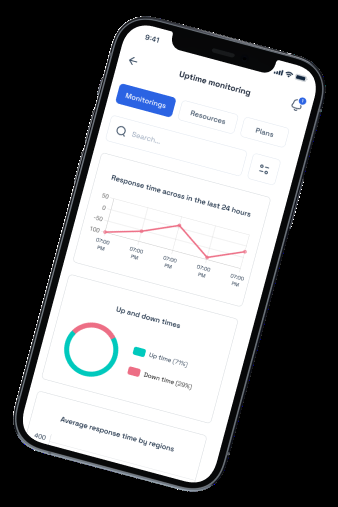 9:41
Uptime monitoring
Monitorings
Resources
Plans
Search...
Response time across in the last 24 hours
50
0
-50
100
07:00 PM
07:00 PM
07:00 PM
07:00 PM
07:00 PM
Up and down times
Up time (71%)
Down time (29%)
Average response time by regions
400